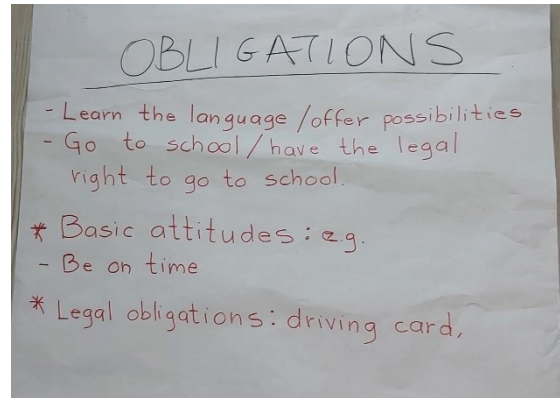 OBLIGATIONS
- Learn the language / offer possibilities
- Go to school / have the legal
right to go to school.
* Basic attitudes : e.g.
- Be on time
* Legal obligations: driving card,